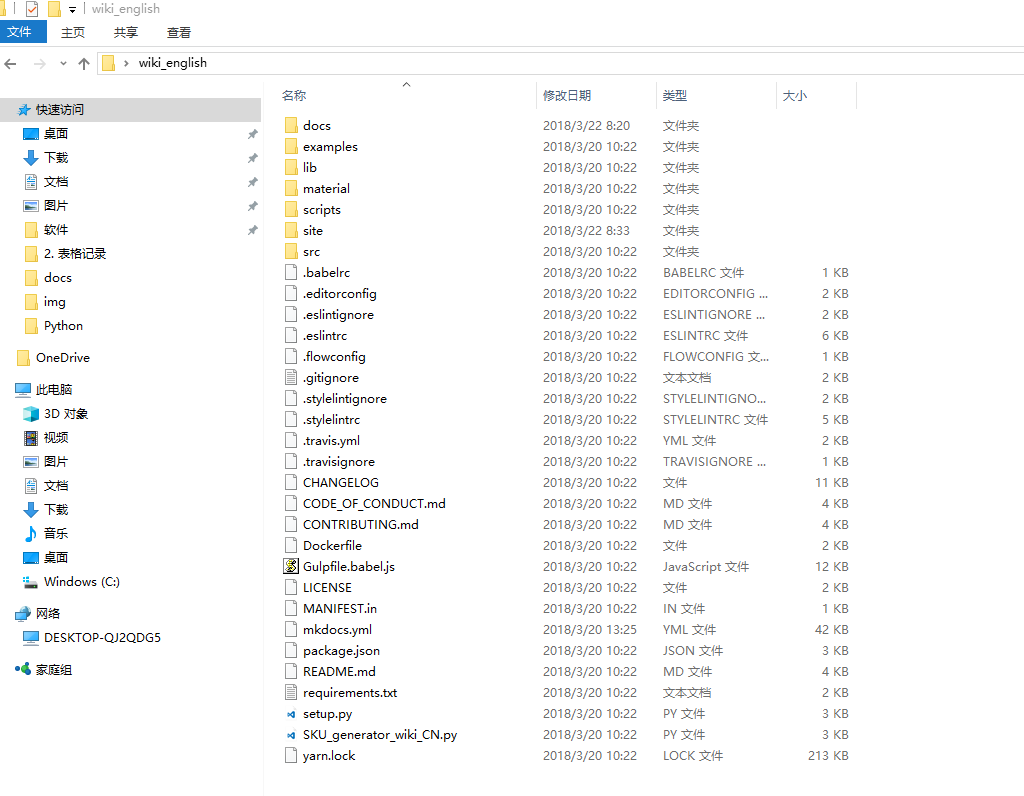 wiki_english
文件 主页 共享 查看
wiki_english
名称 修改日期 类型 大小
快速访问
桌面
下载
文档
图片
软件
2. 表格记录
docs
img
Python
OneDrive
此电脑
3D 对象
视频
图片
文档
下载
音乐
桌面
Windows (C:)
网络
DESKTOP-QJ2QDG5
家庭组
docs 2018/3/22 8:20 文件夹
examples 2018/3/20 10:22 文件夹
lib 2018/3/20 10:22 文件夹
material 2018/3/20 10:22 文件夹
scripts 2018/3/20 10:22 文件夹
site 2018/3/22 8:33 文件夹
src 2018/3/20 10:22 文件夹
.babelrc 2018/3/20 10:22 BABELRC 文件 1 KB
.editorconfig 2018/3/20 10:22 EDITORCONFIG ... 2 KB
.eslintignore 2018/3/20 10:22 ESLINTIGNORE ... 2 KB
.eslintrc 2018/3/20 10:22 ESLINTRC 文件 6 KB
.flowconfig 2018/3/20 10:22 FLOWCONFIG 文... 1 KB
.gitignore 2018/3/20 10:22 文本文档 2 KB
.stylelintignore 2018/3/20 10:22 STYLELINTIGNO... 2 KB
.stylelintrc 2018/3/20 10:22 STYLELINTRC 文件 5 KB
.travis.yml 2018/3/20 10:22 YML 文件 2 KB
.travisignore 2018/3/20 10:22 TRAVISIGNORE ... 1 KB
CHANGELOG 2018/3/20 10:22 文件 11 KB
CODE_OF_CONDUCT.md 2018/3/20 10:22 MD 文件 4 KB
CONTRIBUTING.md 2018/3/20 10:22 MD 文件 4 KB
Dockerfile 2018/3/20 10:22 文件 2 KB
Gulpfile.babel.js 2018/3/20 10:22 JavaScript 文件 12 KB
LICENSE 2018/3/20 10:22 文件 2 KB
MANIFEST.in 2018/3/20 10:22 IN 文件 1 KB
mkdocs.yml 2018/3/20 13:25 YML 文件 42 KB
package.json 2018/3/20 10:22 JSON 文件 3 KB
README.md 2018/3/20 10:22 MD 文件 4 KB
requirements.txt 2018/3/20 10:22 文本文档 2 KB
setup.py 2018/3/20 10:22 PY 文件 3 KB
SKU_generator_wiki_CN.py 2018/3/20 10:22 PY 文件 3 KB
yarn.lock 2018/3/20 10:22 LOCK 文件 213 KB